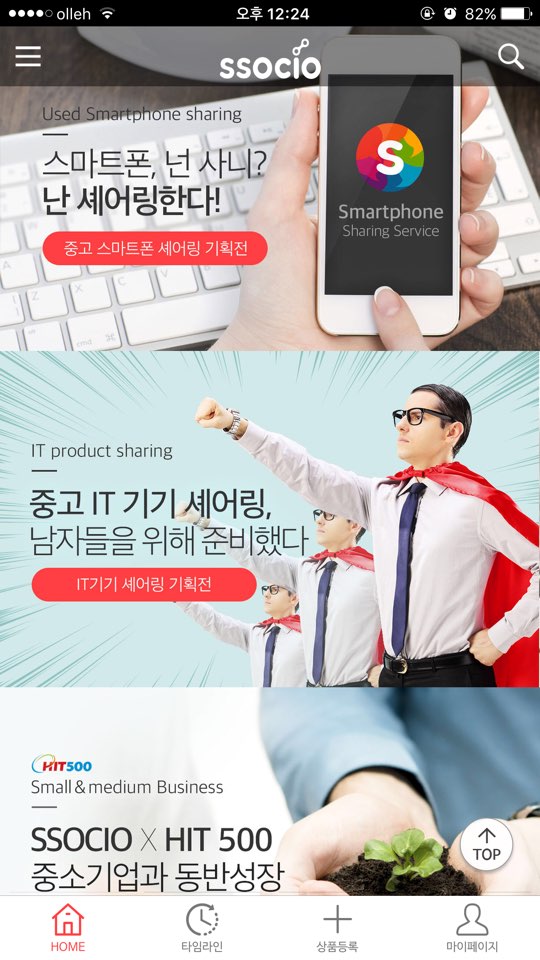 olleh 오후 12:24 82%
ssocio
Used Smartphone sharing
스마트폰, 넌 사니?
난 셰어링한다!
중고 스마트폰 셰어링 기획전
S
Smartphone
Sharing Service
IT product sharing
중고 IT 기기 셰어링,
남자들을 위해 준비했다
IT기기 셰어링 기획전
HIT500
Small & medium Business
SSOCIO X HIT 500
중소기업과 동반성장
TOP
HOME 타임라인 상품등록 마이페이지